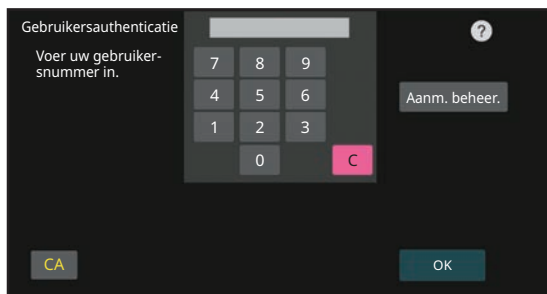 Gebruikersauthenticatie
?
Voer uw gebruiker-
snummer in.
7 8 9
4 5 6
Aanm. beheer.
1 2 3
0 C
CA
OK